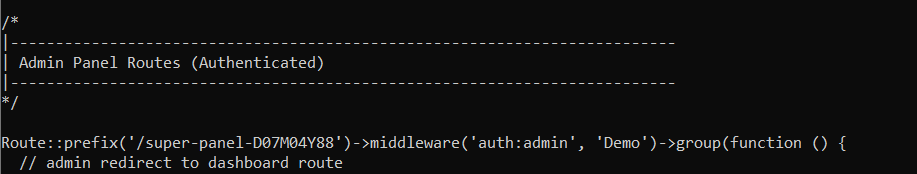 /*
|--------------------------------------------------------------------------
| Admin Panel Routes (Authenticated)
|--------------------------------------------------------------------------
*/
Route::prefix('/super-panel-D07M04Y88')->middleware('auth:admin', 'Demo')->group(function () {
// admin redirect to dashboard route